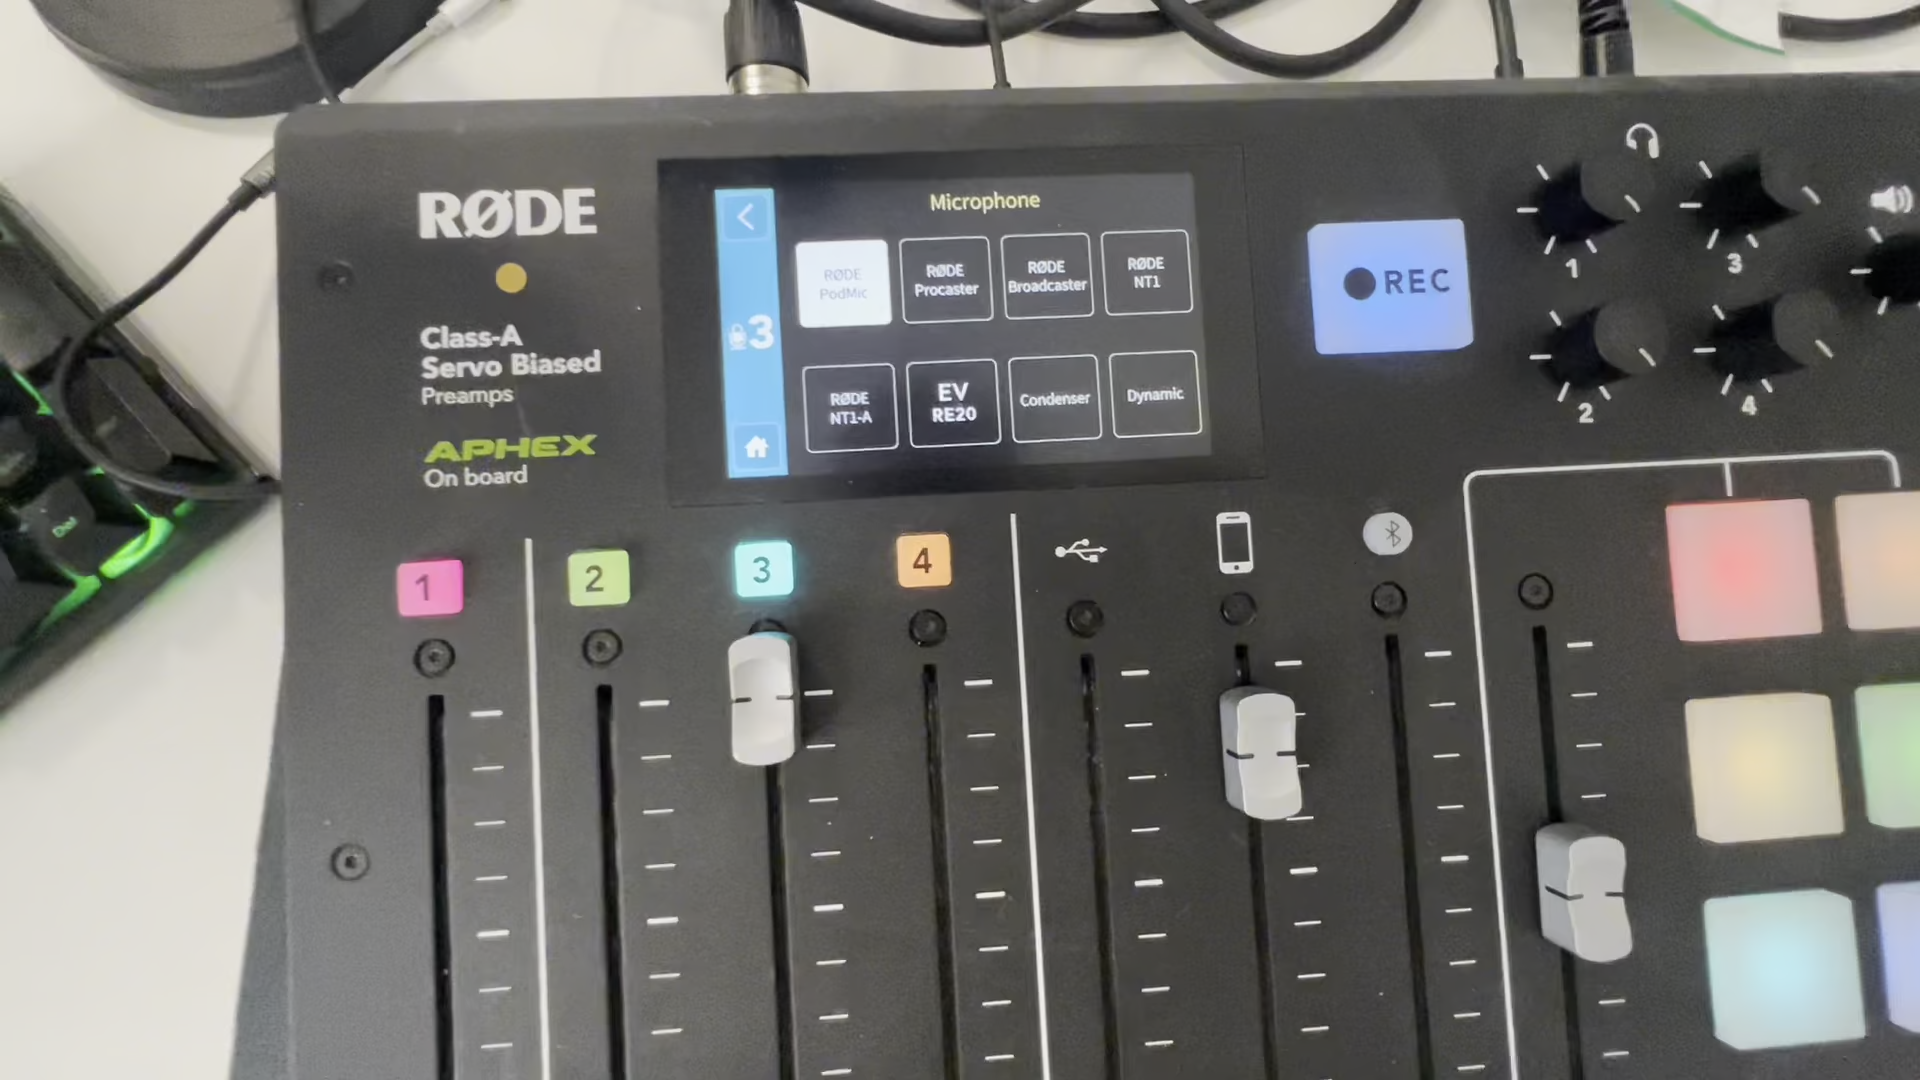 RØDE
Class-A
Servo Biased
Preamps
APHEX
On board
Microphone
3
RØDE
PodMic
RØDE
Procaster
RØDE
Broadcaster
RØDE
NT1
RØDE
NT1-A
EV
RE20
Condenser
Dynamic
REC
1
3
2
4
1
2
3
4
Del